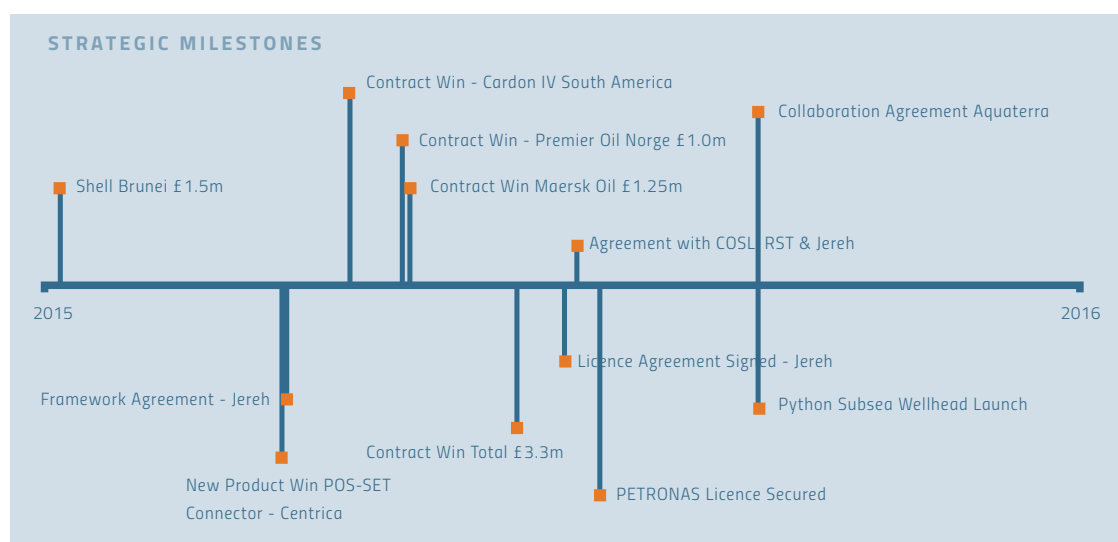 STRATEGIC MILESTONES
Contract Win - Cardon IV South America
Collaboration Agreement Aquaterra
Contract Win - Premier Oil Norge £1.0m
Shell Brunei £1.5m
Contract Win Maersk Oil £1.25m
Agreement with COSL, RST & Jereh
2015
2016
Licence Agreement Signed - Jereh
Framework Agreement - Jereh
Python Subsea Wellhead Launch
Contract Win Total £3.3m
New Product Win POS-SET
Connector - Centrica
PETRONAS Licence Secured